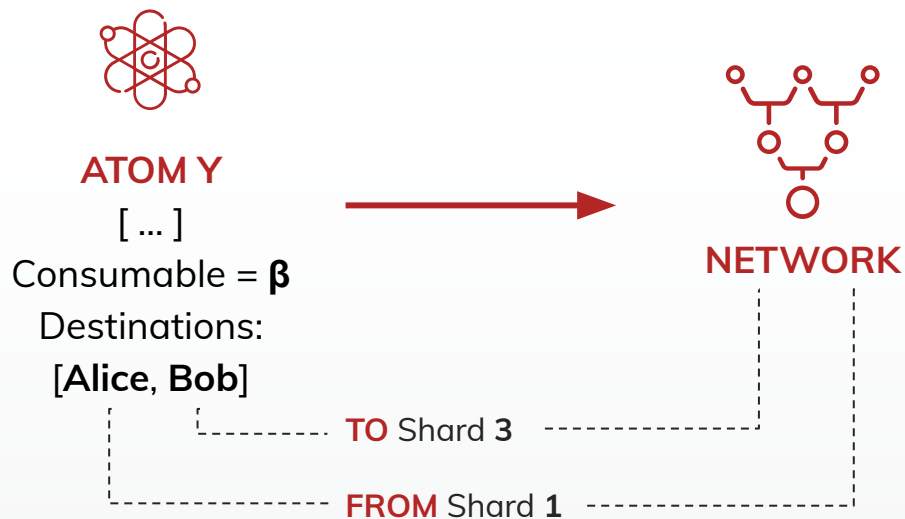 ATOM Y
[ ... ]
Consumable = β
Destinations:
[Alice, Bob]
NETWORK
TO Shard 3
FROM Shard 1